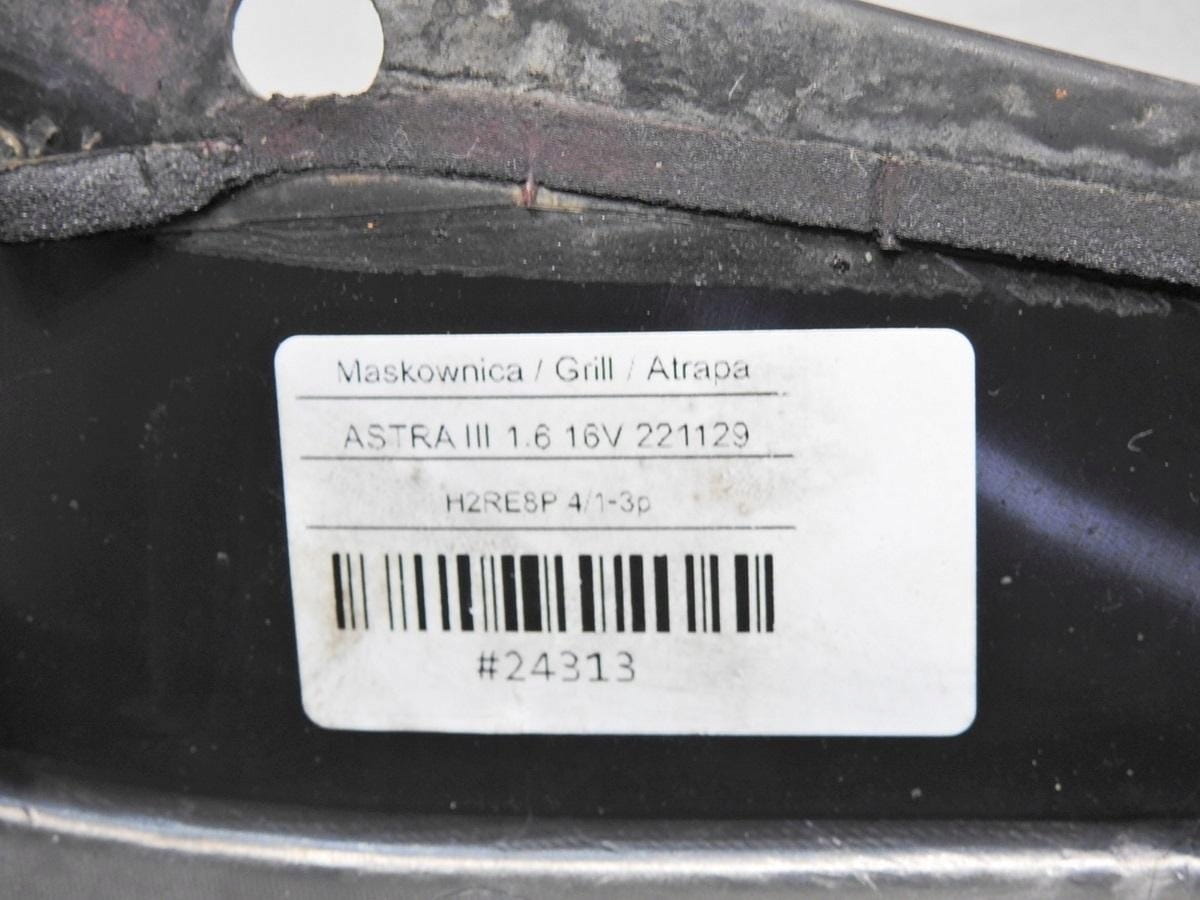 Maskownica / Grill / Atrapa
ASTRA III 1.6 16V 221129
H2RE8P 4/1-3p
#24313